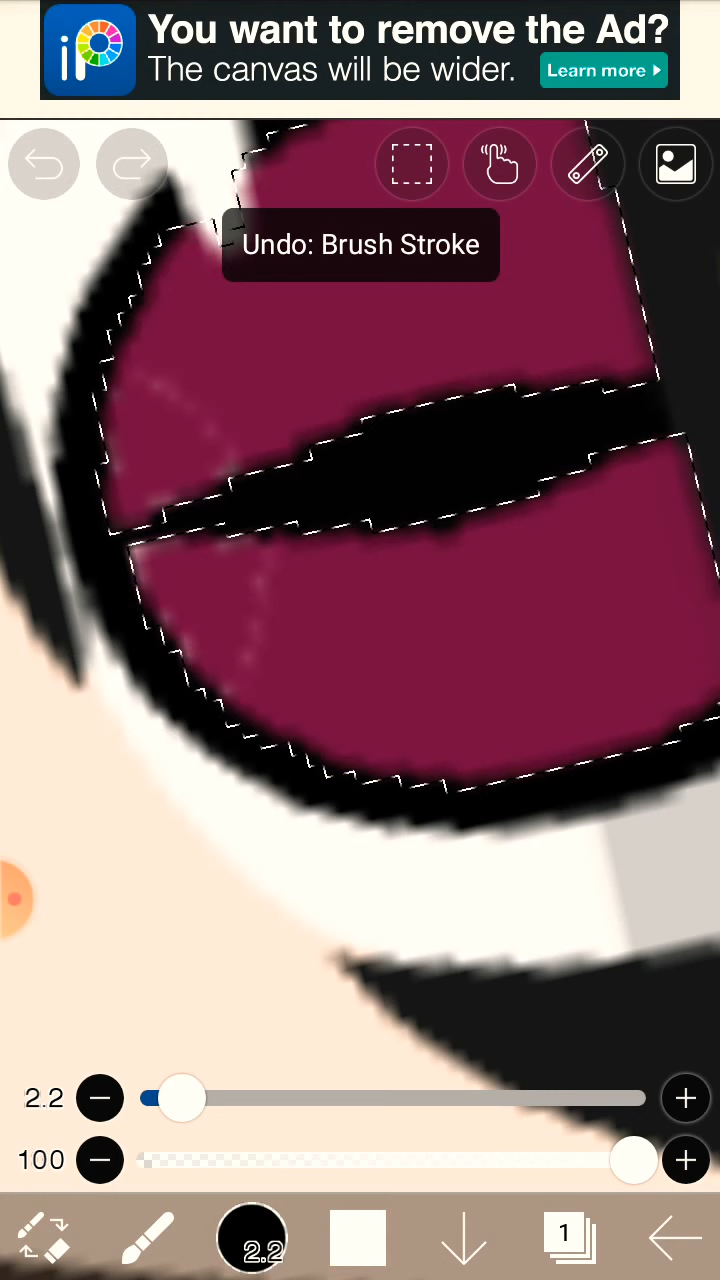 iP
You want to remove the Ad?
The canvas will be wider.
Learn more
Undo: Brush Stroke
2.2
100
2.2
1